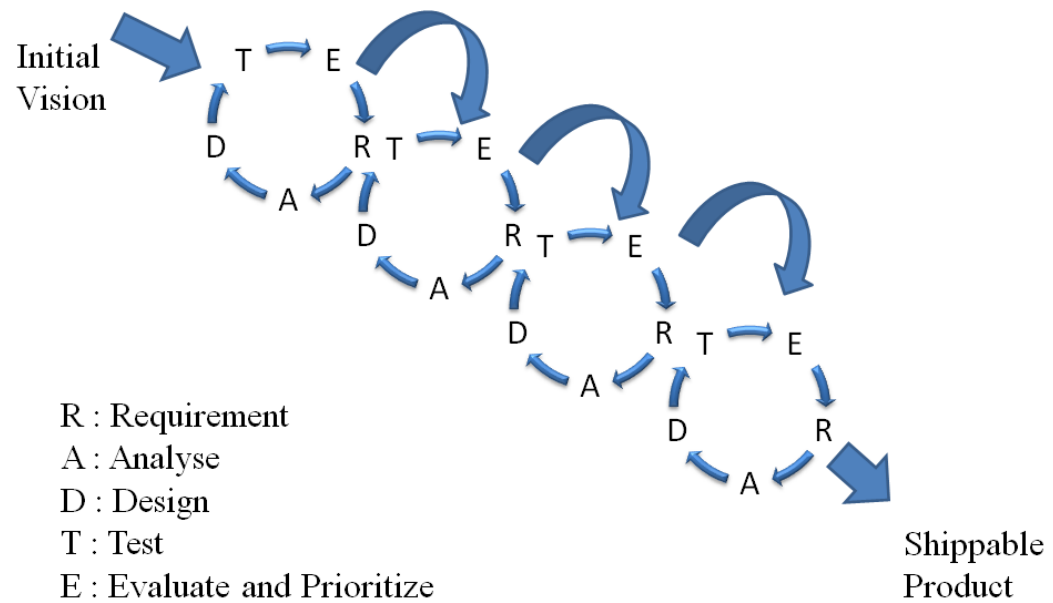 Initial
Vision
T E
D R T E
A
D R T E
A
D R T E
A
D R
A
R : Requirement
A : Analyse
D : Design
T : Test
E : Evaluate and Prioritize
Shippable
Product